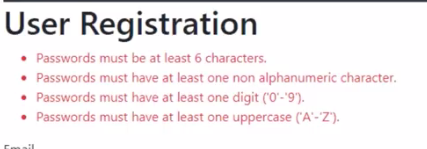 User Registration
Passwords must be at least 6 characters.
Passwords must have at least one non alphanumeric character.
Passwords must have at least one digit ('0'-'9').
Passwords must have at least one uppercase ('A'-'Z').
Email